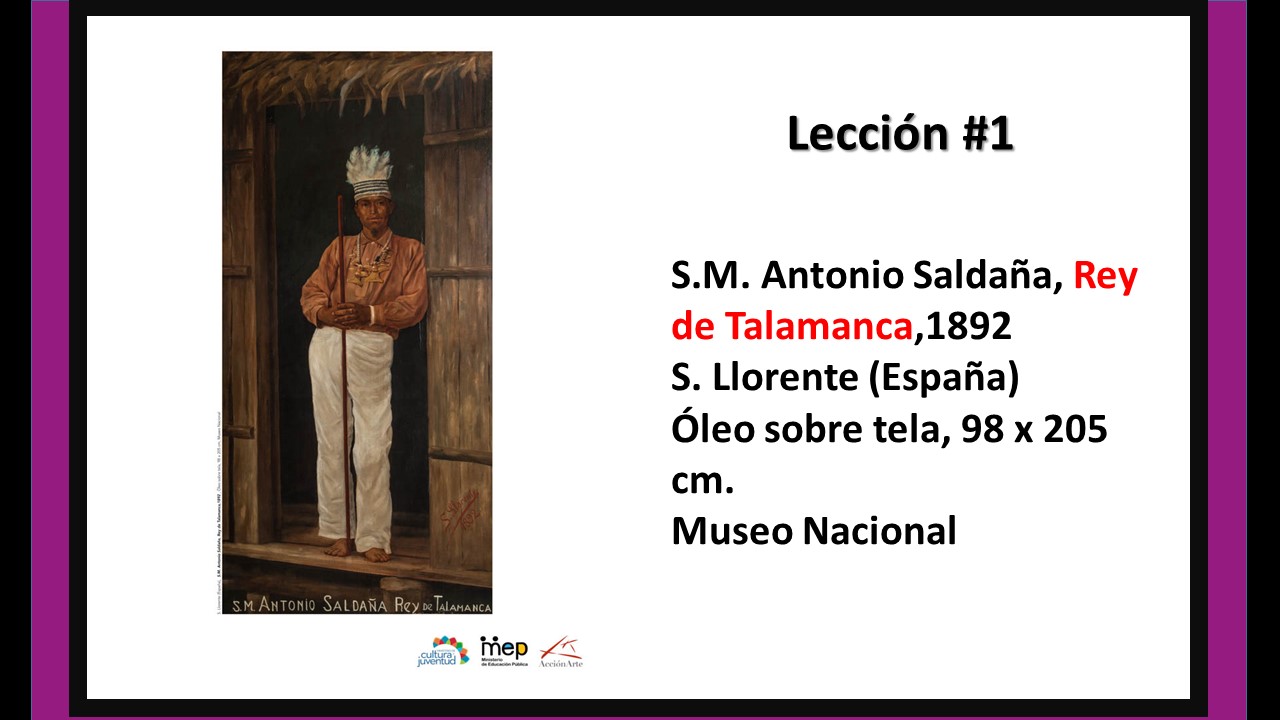 Lección #1
S.M. Antonio Saldaña, Rey
de Talamanca,1892
S. Llorente (España)
Óleo sobre tela, 98 x 205
cm.
Museo Nacional
S.M. ANTONIO SALDAÑA REY DE TALAMANCA
cultura
juventud
mep
Ministerio
de Educación Pública
AcciónArte